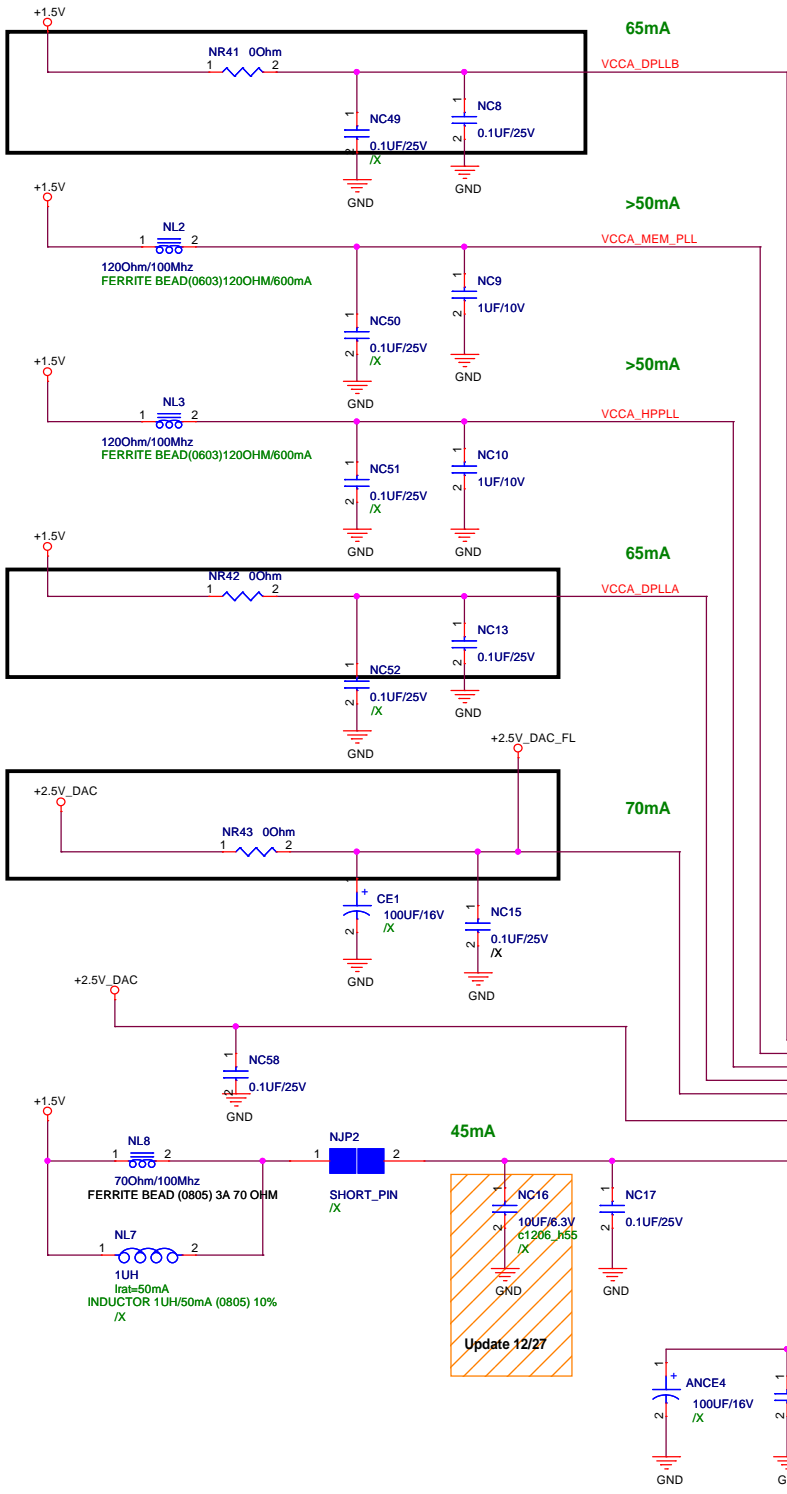 +1.5V
65mA
NR41 0Ohm
1 2
VCCA_DPLLB
1 NC49
2 0.1UF/25V
/X
GND
1 NC8
2 0.1UF/25V
GND
+1.5V
>50mA
NL2
1 2
VCCA_MEM_PLL
120Ohm/100Mhz
FERRITE BEAD(0603)120OHM/600mA
1 NC9
2 1UF/10V
GND
1 NC50
2 0.1UF/25V
/X
GND
+1.5V
>50mA
NL3
1 2
VCCA_HPPLL
120Ohm/100Mhz
FERRITE BEAD(0603)120OHM/600mA
1 NC51
2 0.1UF/25V
/X
GND
1 NC10
2 1UF/10V
GND
+1.5V
65mA
NR42 0Ohm
1 2
VCCA_DPLLA
1 NC13
2 0.1UF/25V
GND
1 NC52
2 0.1UF/25V
/X
GND
+2.5V_DAC_FL
+2.5V_DAC
70mA
NR43 0Ohm
1 2
1 + CE1
2 100UF/16V
/X
GND
1 NC15
2 0.1UF/25V
/X
GND
+2.5V_DAC
1 NC58
2 0.1UF/25V
GND
+1.5V
45mA
NL8
1 2
70Ohm/100Mhz
FERRITE BEAD (0805) 3A 70 OHM
NJP2
1 2
SHORT_PIN
/X
NL7
1 2
1UH
Irat=50mA
INDUCTOR 1UH/50mA (0805) 10%
/X
1 NC16
2 10UF/6.3V
c1206_h55
/X
GND
1 NC17
2 0.1UF/25V
GND
Update 12/27
1 + ANCE4
2 100UF/16V
/X
GND
1
2
G